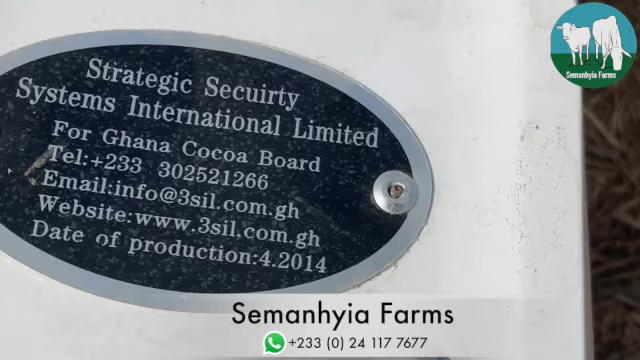 Semanhyia Farms
Strategic Secuirty
Systems International Limited
For Ghana Cocoa Board
Tel:+233 302521266
Email:info@3sil.com.gh
Website:www.3sil.com.gh
Date of production:4.2014
Semanhyia Farms
+233 (0) 24 117 7677